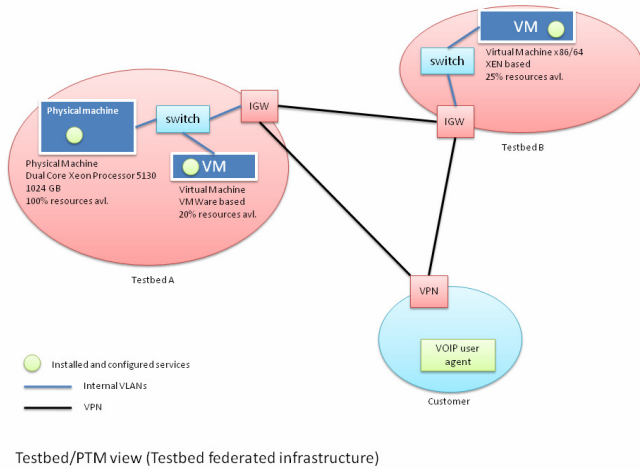 VM
switch
Virtual Machine x86/64
XEN based
25% resources avl.
IGW
Testbed B
IGW
Physical machine
switch
VM
Physical Machine
Dual Core Xeon Processor 5130
1024 GB
100% resources avl.
Virtual Machine
VMWare based
20% resources avl.
Testbed A
VPN
VOIP user
agent
Customer
Installed and configured services
Internal VLANs
VPN
Testbed/PTM view (Testbed federated infrastructure)